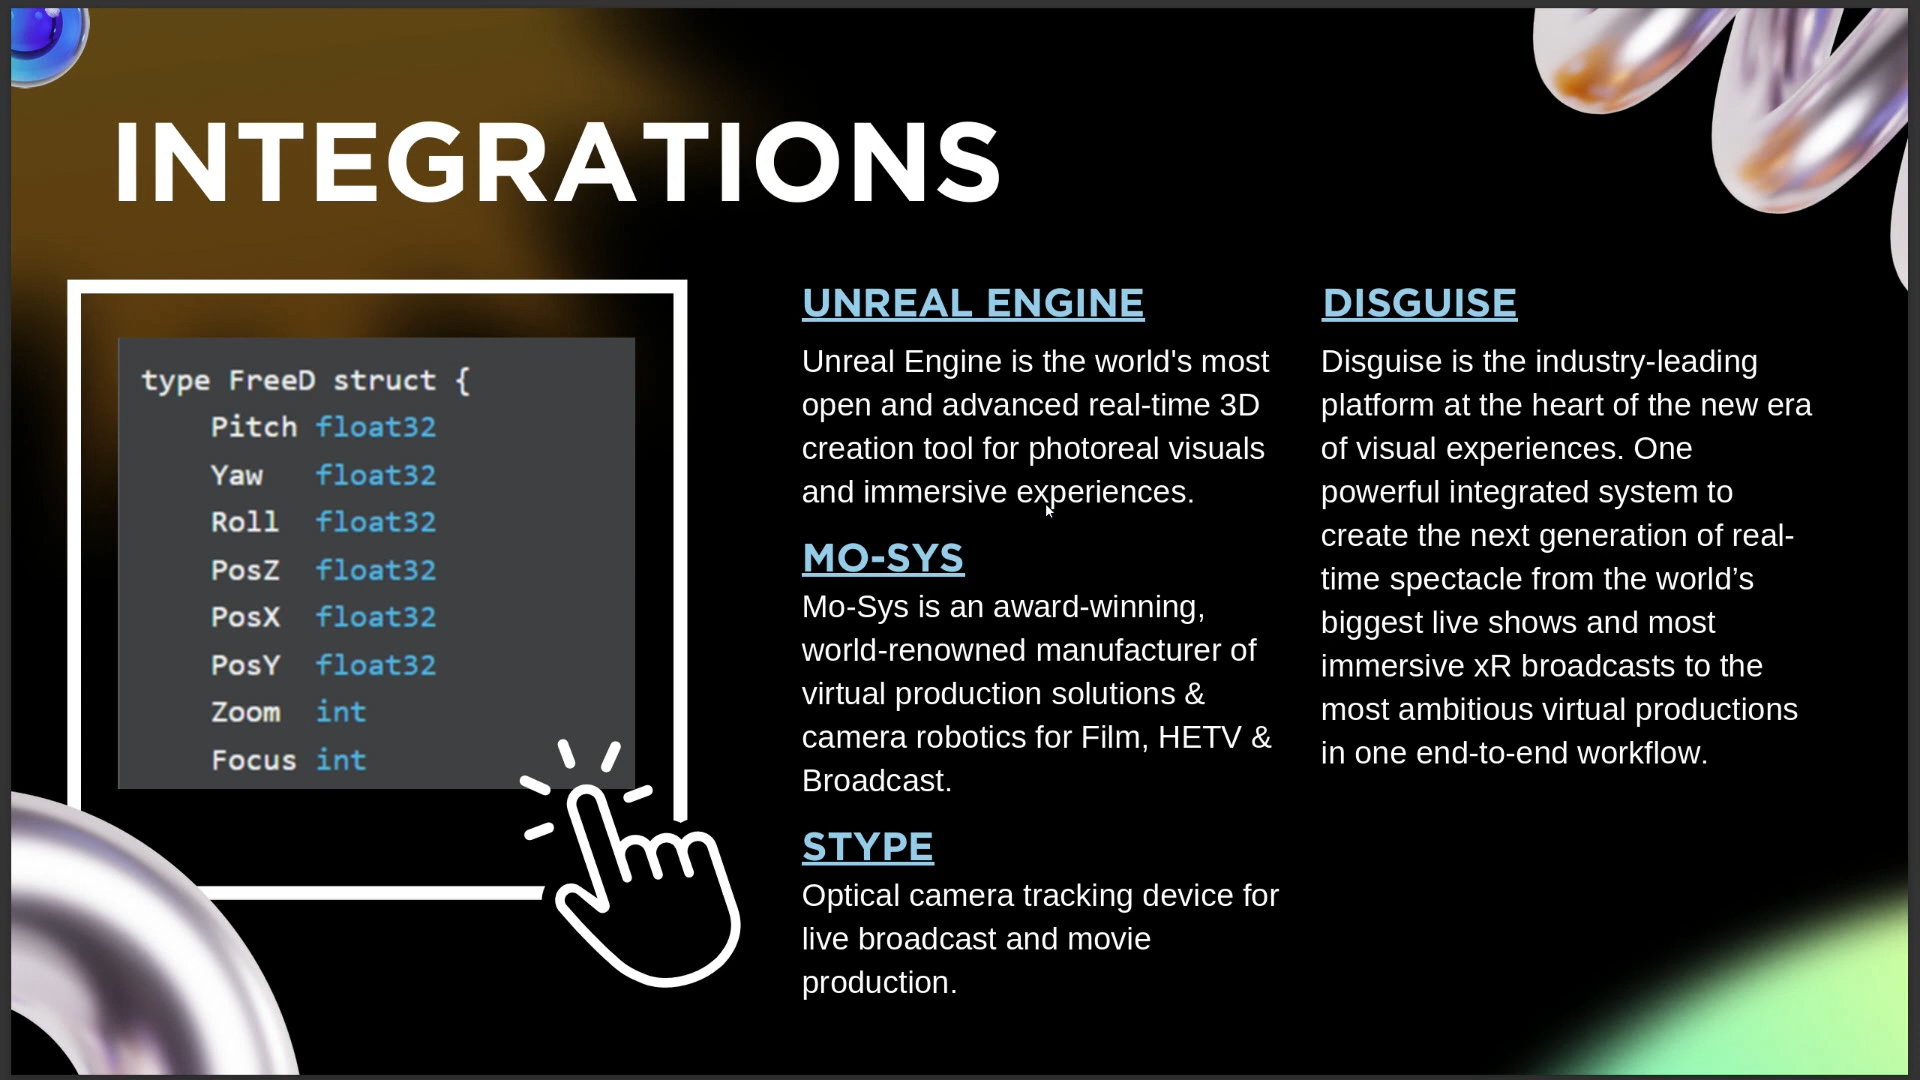 INTEGRATIONS
type FreeD struct {
Pitch float32
Yaw float32
Roll float32
PosZ float32
PosX float32
PosY float32
Zoom int
Focus int
UNREAL ENGINE
Unreal Engine is the world's most
open and advanced real-time 3D
creation tool for photoreal visuals
and immersive experiences.
MO-SYS
Mo-Sys is an award-winning,
world-renowned manufacturer of
virtual production solutions &
camera robotics for Film, HETV &
Broadcast.
STYPE
Optical camera tracking device for
live broadcast and movie
production.
DISGUISE
Disguise is the industry-leading
platform at the heart of the new era
of visual experiences. One
powerful integrated system to
create the next generation of real-
time spectacle from the world’s
biggest live shows and most
immersive xR broadcasts to the
most ambitious virtual productions
in one end-to-end workflow.